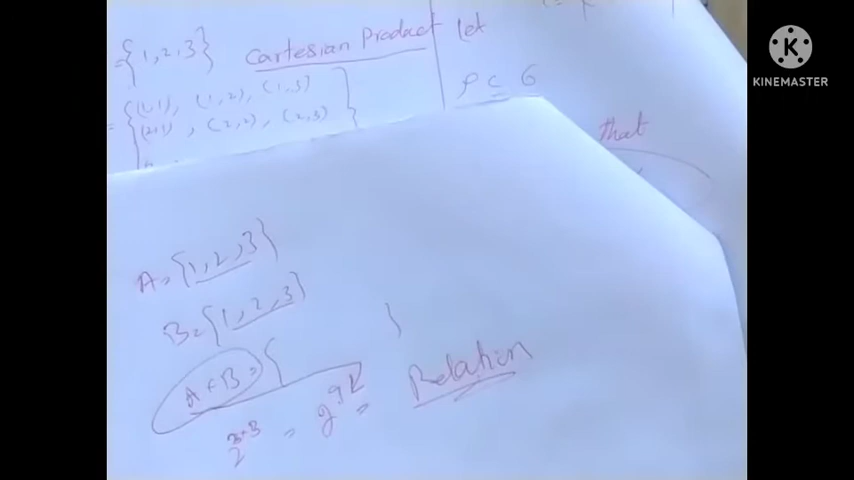 = {1, 2, 3} Cartesian Product Let
= {(1,1), (1,2), (1,3)
(2,1), (2,2), (2,3) }
ρ ⊆ G
that
A = {1, 2, 3}
B = {1, 2, 3}
A × B = { }
2^3×3 = 2^9 Relation
K
KINEMASTER